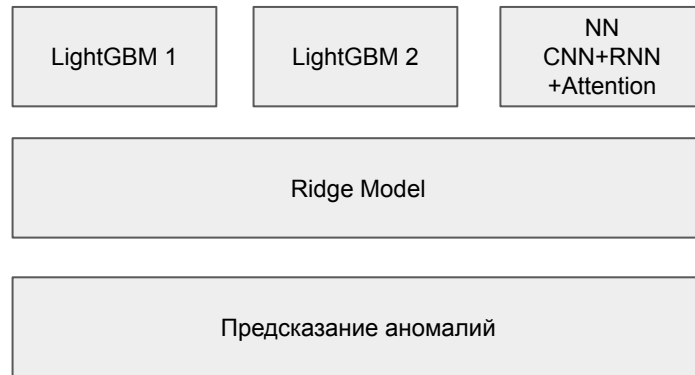 LightGBM 1
LightGBM 2
NN
CNN+RNN
+Attention
Ridge Model
Предсказание аномалий